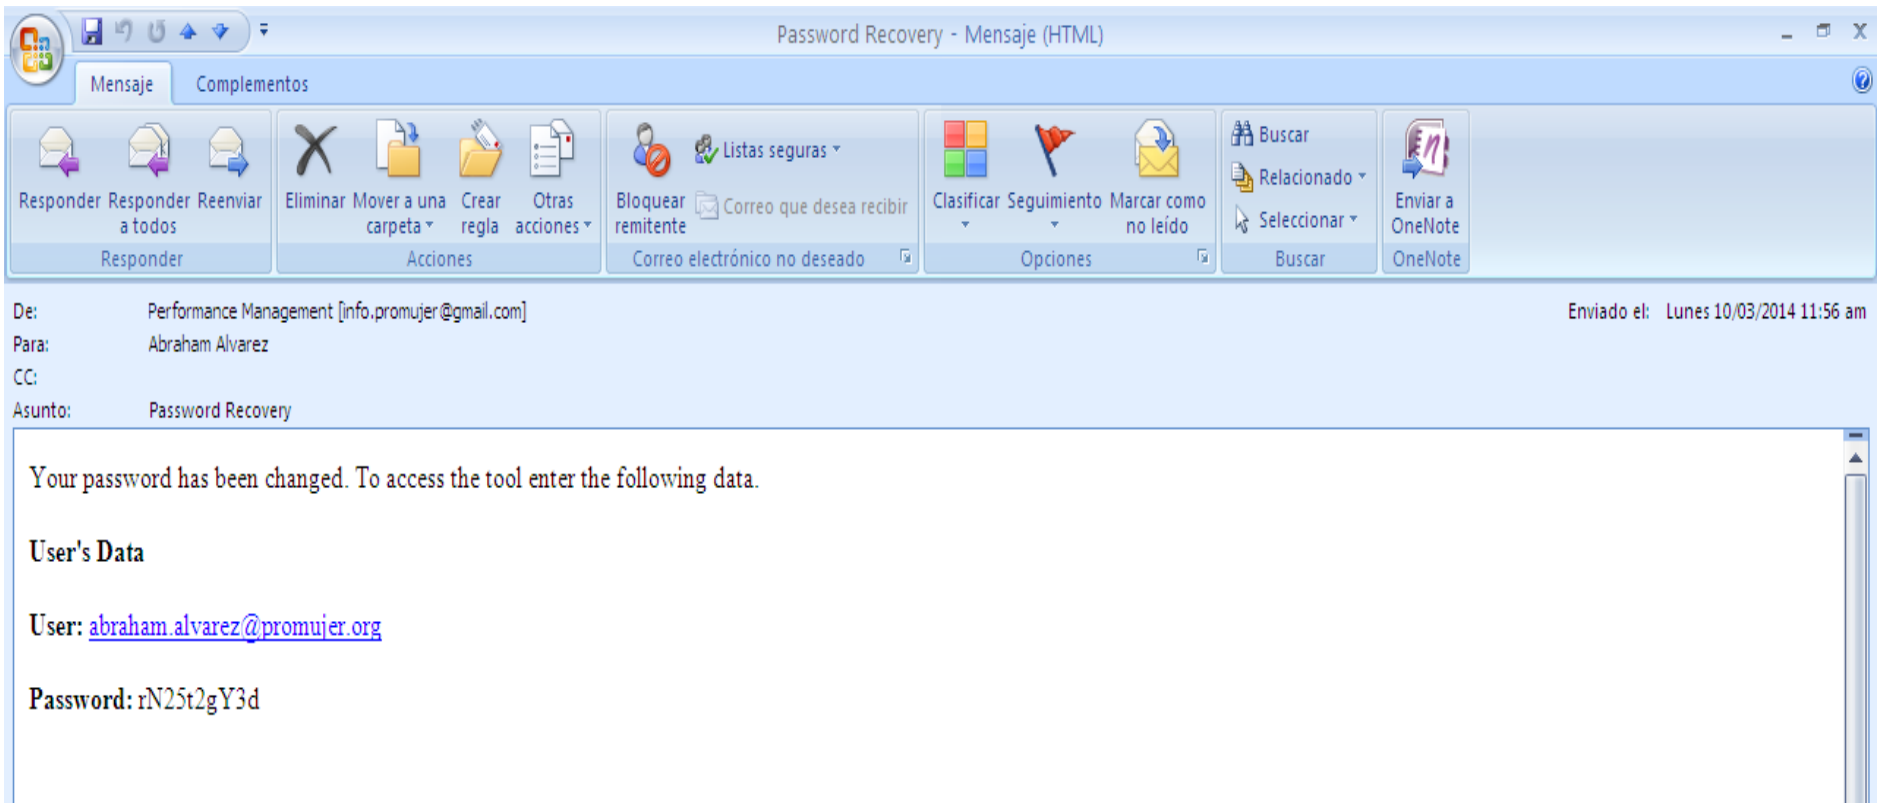 Password Recovery - Mensaje (HTML)
Mensaje Complementos
Responder Responder a todos Reenviar
Responder
Eliminar Mover a una carpeta Crear regla Otras acciones
Acciones
Bloquear remitente Listas seguras
Correo que desea recibir
Correo electrónico no deseado
Clasificar Seguimiento Marcar como no leído
Opciones
Buscar
Relacionado
Seleccionar
Buscar
Enviar a OneNote
OneNote
De: Performance Management [info.promujer@gmail.com] Enviado el: Lunes 10/03/2014 11:56 am
Para: Abraham Alvarez
CC:
Asunto: Password Recovery
Your password has been changed. To access the tool enter the following data.
User's Data
User: abraham.alvarez@promujer.org
Password: rN25t2gY3d